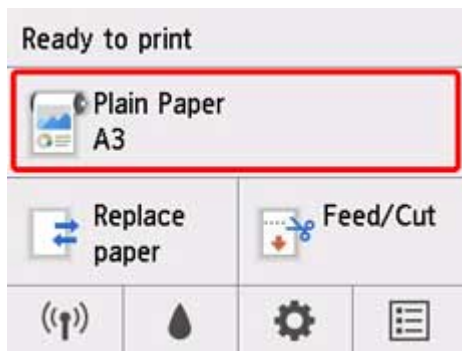 Ready to print
Plain Paper
A3
Replace
paper
Feed/Cut